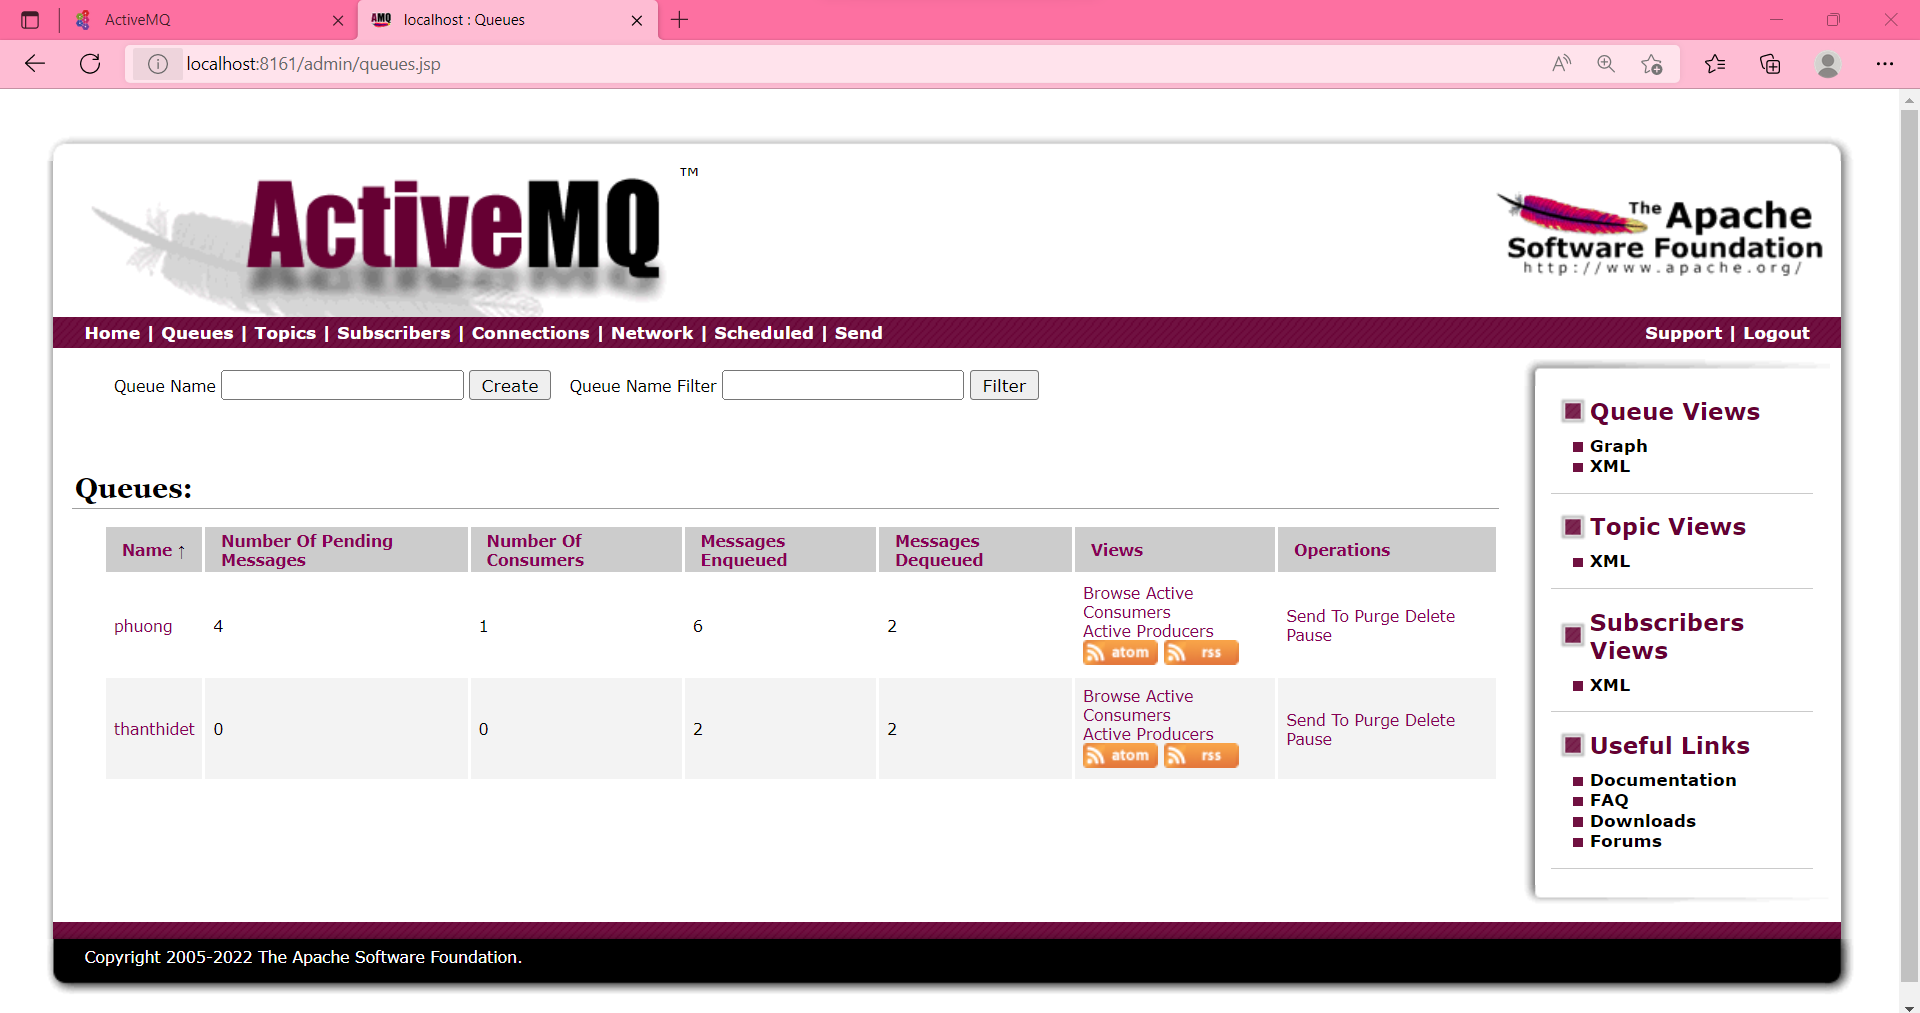 ActiveMQ
localhost : Queues
localhost:8161/admin/queues.jsp
ActiveMQ TM
The Apache
Software Foundation
http://www.apache.org/
Home | Queues | Topics | Subscribers | Connections | Network | Scheduled | Send
Support | Logout
Queue Name Create Queue Name Filter Filter
Queues:
Name ↑ Number Of Pending Messages Number Of Consumers Messages Enqueued Messages Dequeued Views Operations
phuong 4 1 6 2
Browse Active
Consumers
Active Producers
atom rss
Send To Purge Delete
Pause
thanthidet 0 0 2 2
Browse Active
Consumers
Active Producers
atom rss
Send To Purge Delete
Pause
Queue Views
Graph
XML
Topic Views
XML
Subscribers
Views
XML
Useful Links
Documentation
FAQ
Downloads
Forums
Copyright 2005-2022 The Apache Software Foundation.